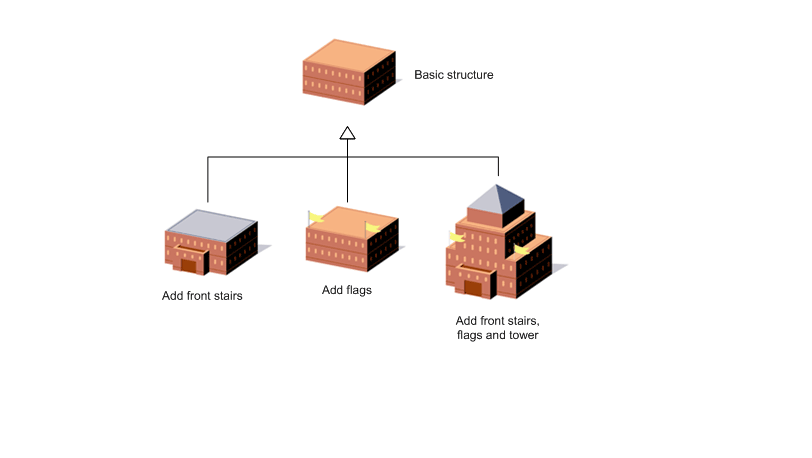 Basic structure
Add front stairs
Add flags
Add front stairs,
flags and tower